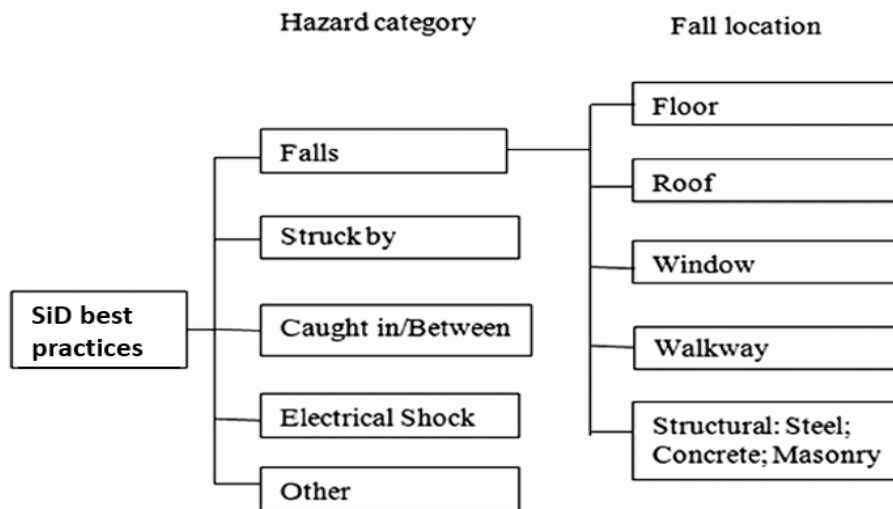 Hazard category
Fall location
SiD best
practices
Falls
Struck by
Caught in/Between
Electrical Shock
Other
Floor
Roof
Window
Walkway
Structural: Steel;
Concrete; Masonry